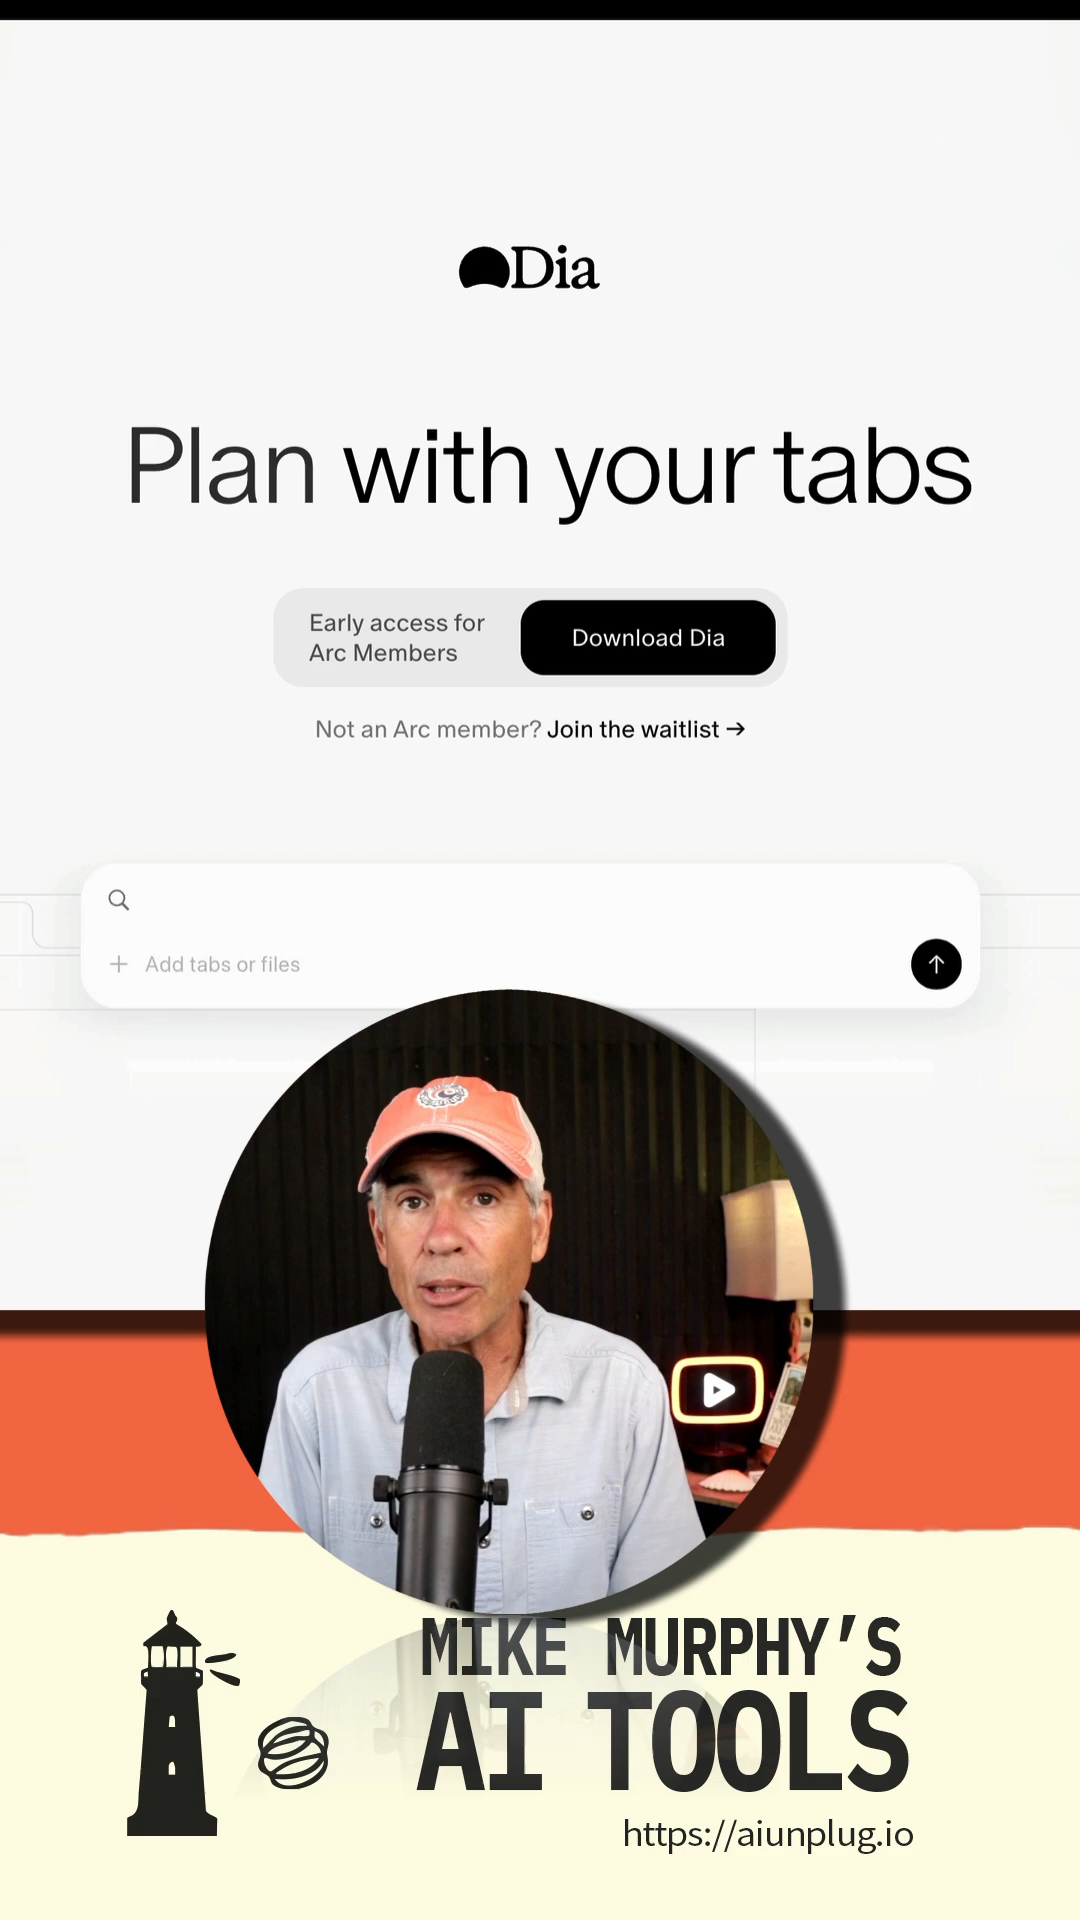 Dia
Plan with your tabs
Early access for
Arc Members
Download Dia
Not an Arc member? Join the waitlist →
Add tabs or files
MIKE MURPHY'S
AI TOOLS
https://aiunplug.io